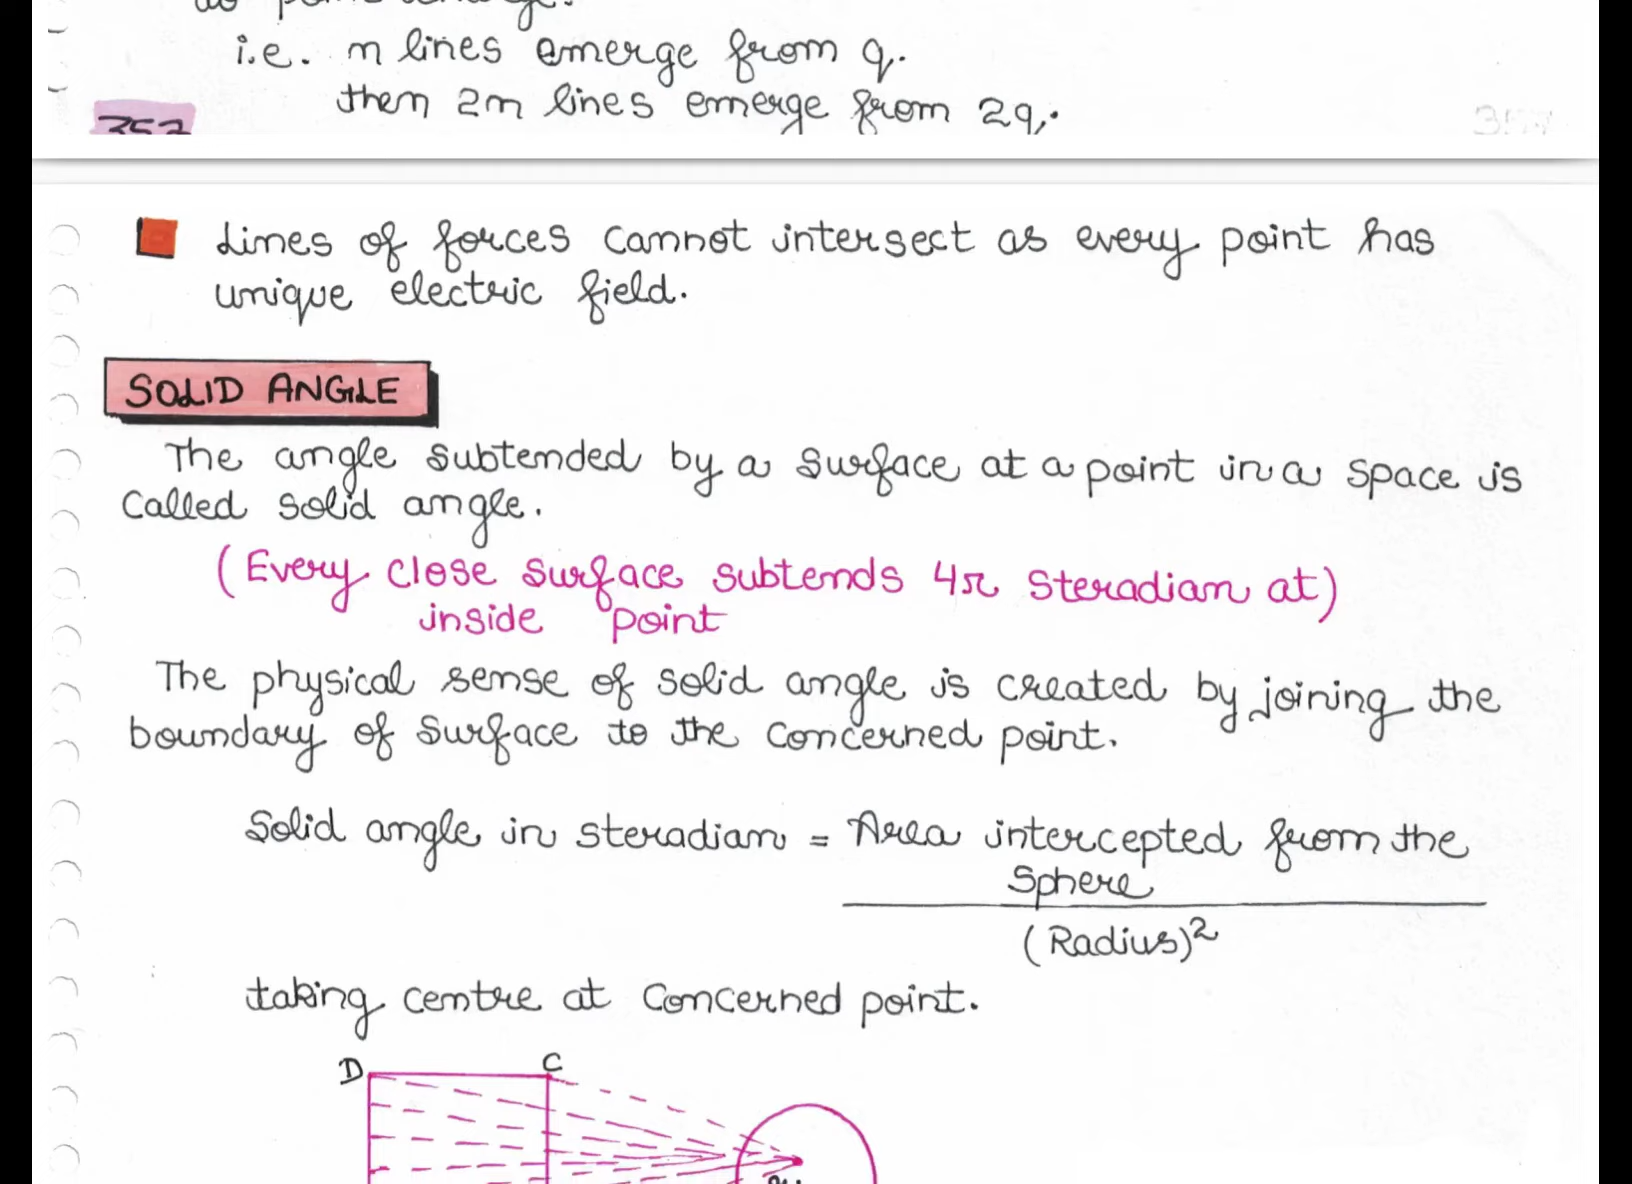 i.e. n lines emerge from q.
then 2n lines emerge from 2q.
Lines of forces cannot intersect as every point has
unique electric field.
SOLID ANGLE
The angle subtended by a surface at a point in a space is
called solid angle.
(Every close surface subtends 4π steradian at)
inside point
The physical sense of solid angle is created by joining the
boundary of surface to the concerned point.
Solid angle in steradian = Area intercepted from the
sphere
(Radius)²
taking centre at concerned point.
D C